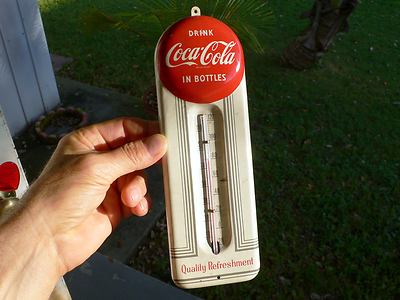 DRINK
Coca-Cola
IN BOTTLES
Quality Refreshment